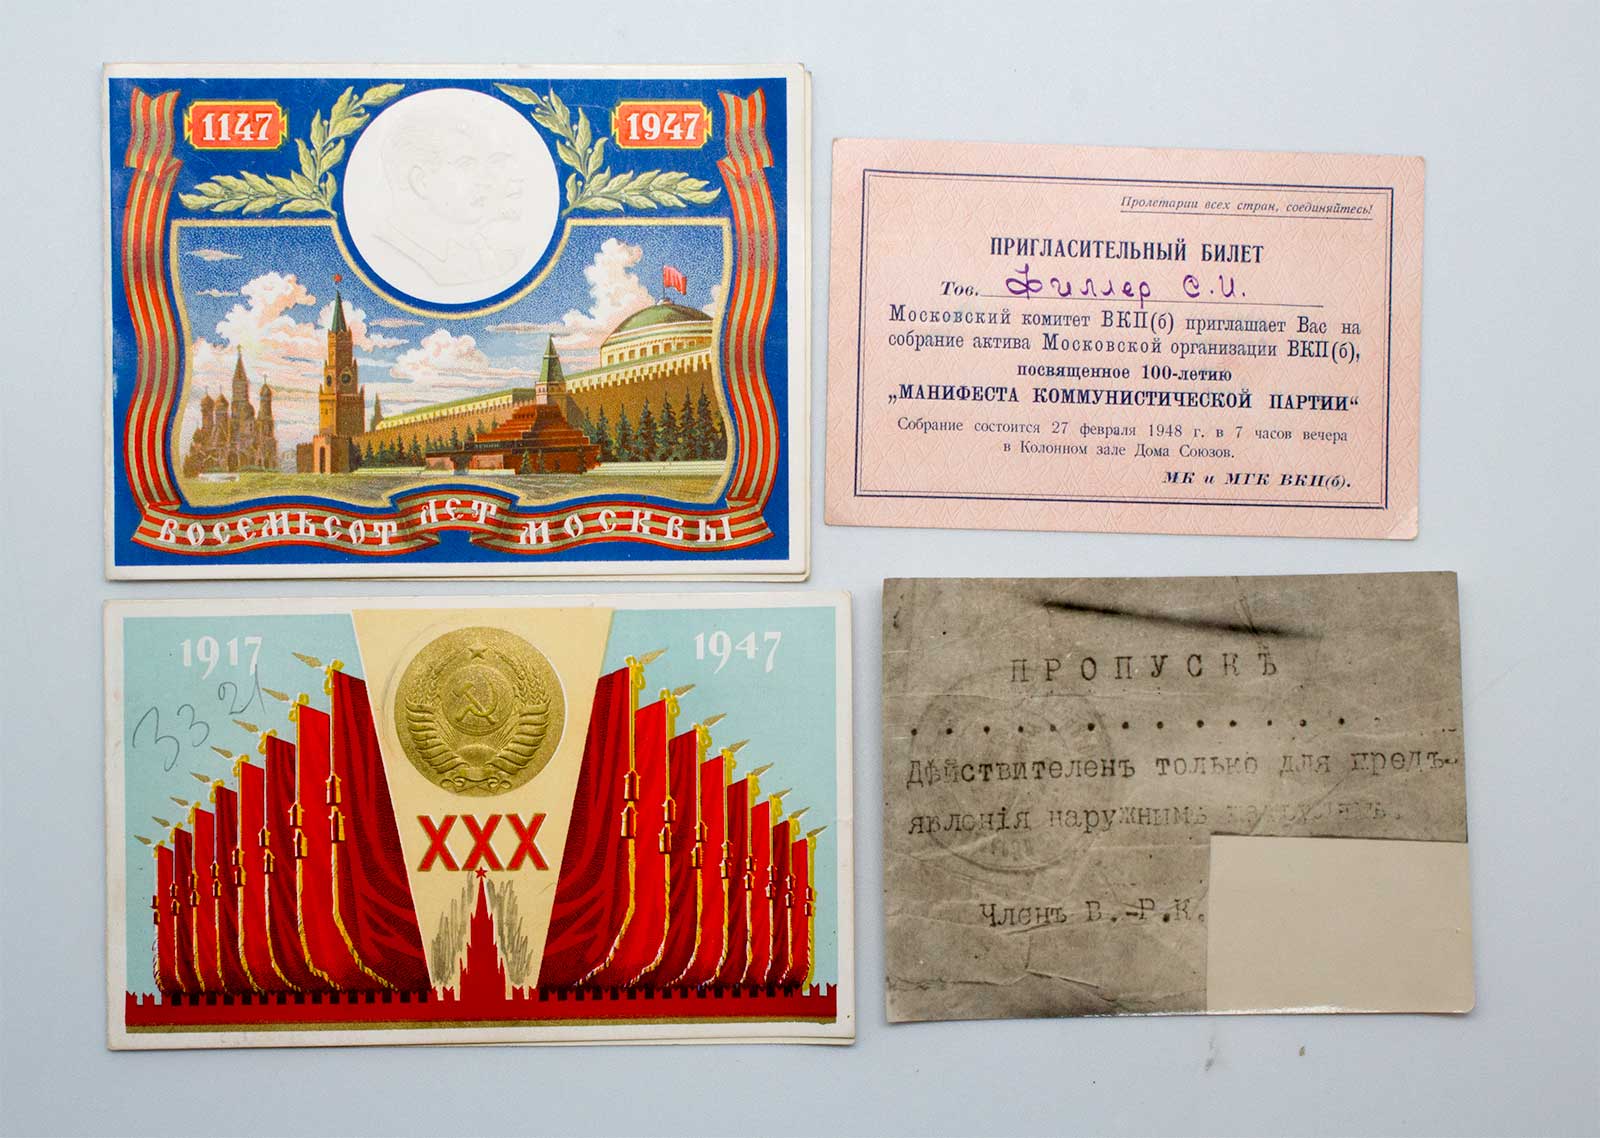 1147
1947
ВОСЕМЬСОТ ЛЕТ МОСКВЫ
Пролетарии всех стран, соединяйтесь!
ПРИГЛАСИТЕЛЬНЫЙ БИЛЕТ
Тов. Филлер С.И.
Московский комитет ВКП(б) приглашает Вас на
собрание актива Московской организации ВКП(б),
посвященное 100-летию
„МАНИФЕСТА КОММУНИСТИЧЕСКОЙ ПАРТИИ“
Собрание состоится 27 февраля 1948 г. в 7 часов вечера
в Колонном зале Дома Союзов.
МК и МГК ВКП(б).
1917
1947
3321
XXX
ПРОПУСКЪ
Дѣйствителенъ только для предъ-
явленія наружнимъ
Членъ В.-Р.К.